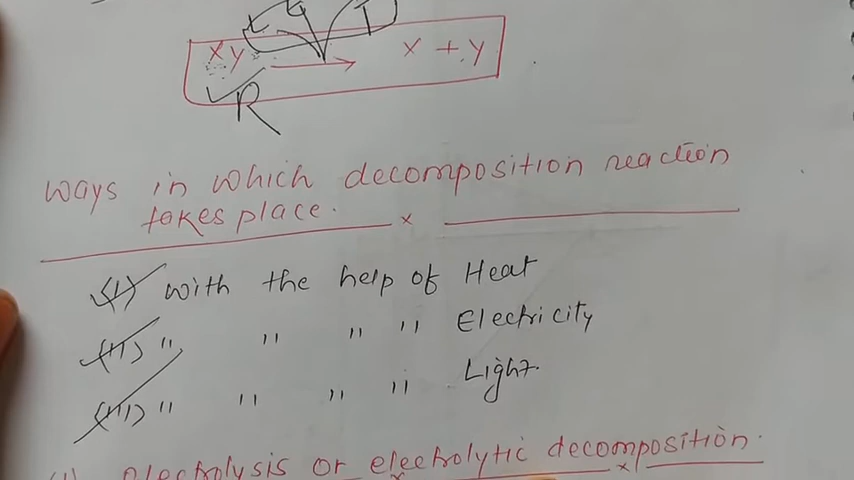 xy → x + y
R
Ways in which decomposition reaction
takes place.
(I) with the help of Heat
(II) " " " " Electricity
(III) " " " " Light.
electrolysis or electrolytic decomposition.